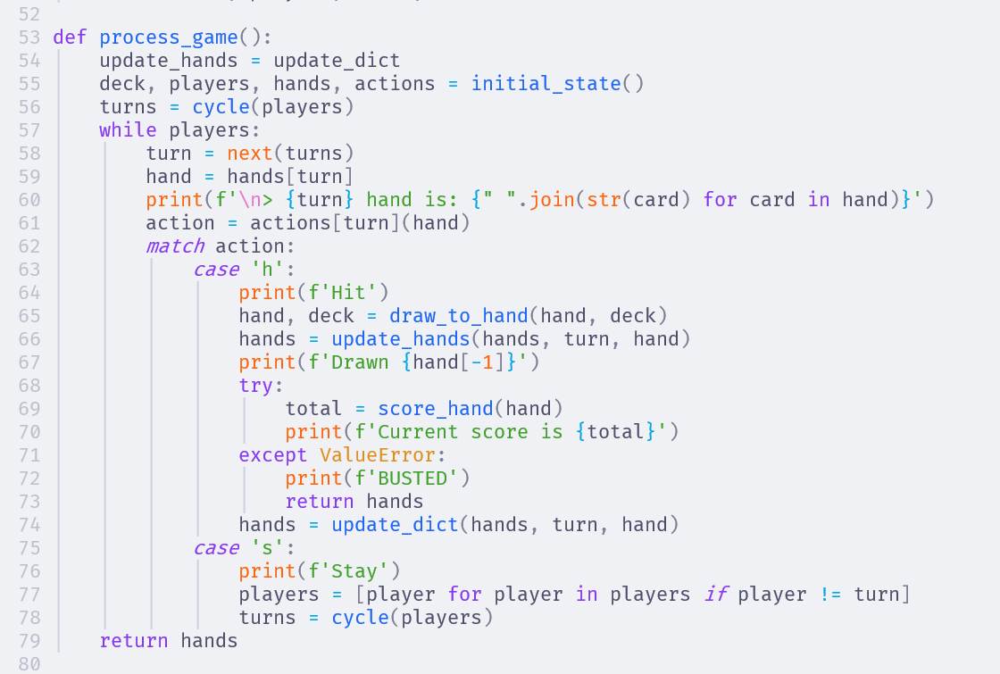 52
53 def process_game():
54     update_hands = update_dict
55     deck, players, hands, actions = initial_state()
56     turns = cycle(players)
57     while players:
58         turn = next(turns)
59         hand = hands[turn]
60         print(f'\n> {turn} hand is: {" ".join(str(card) for card in hand)}')
61         action = actions[turn](hand)
62         match action:
63             case 'h':
64                 print(f'Hit')
65                 hand, deck = draw_to_hand(hand, deck)
66                 hands = update_hands(hands, turn, hand)
67                 print(f'Drawn {hand[-1]}')
68                 try:
69                     total = score_hand(hand)
70                     print(f'Current score is {total}')
71                 except ValueError:
72                     print(f'BUSTED')
73                     return hands
74                 hands = update_dict(hands, turn, hand)
75             case 's':
76                 print(f'Stay')
77                 players = [player for player in players if player != turn]
78                 turns = cycle(players)
79     return hands
80